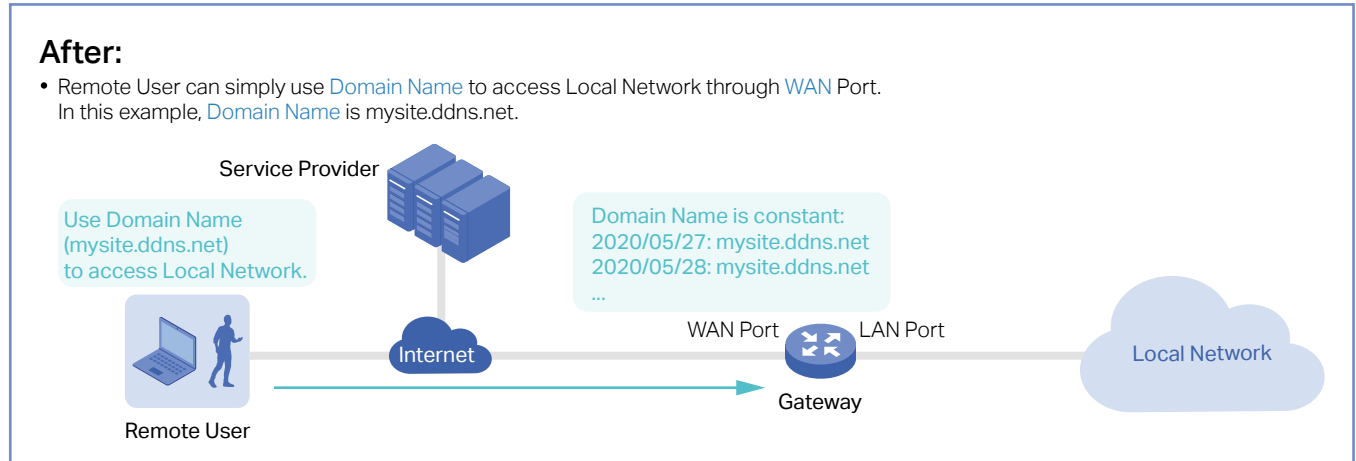 After:
• Remote User can simply use Domain Name to access Local Network through WAN Port.
In this example, Domain Name is mysite.ddns.net.
Service Provider
Use Domain Name
(mysite.ddns.net)
to access Local Network.
Domain Name is constant:
2020/05/27: mysite.ddns.net
2020/05/28: mysite.ddns.net
...
WAN Port
LAN Port
Internet
Local Network
Gateway
Remote User